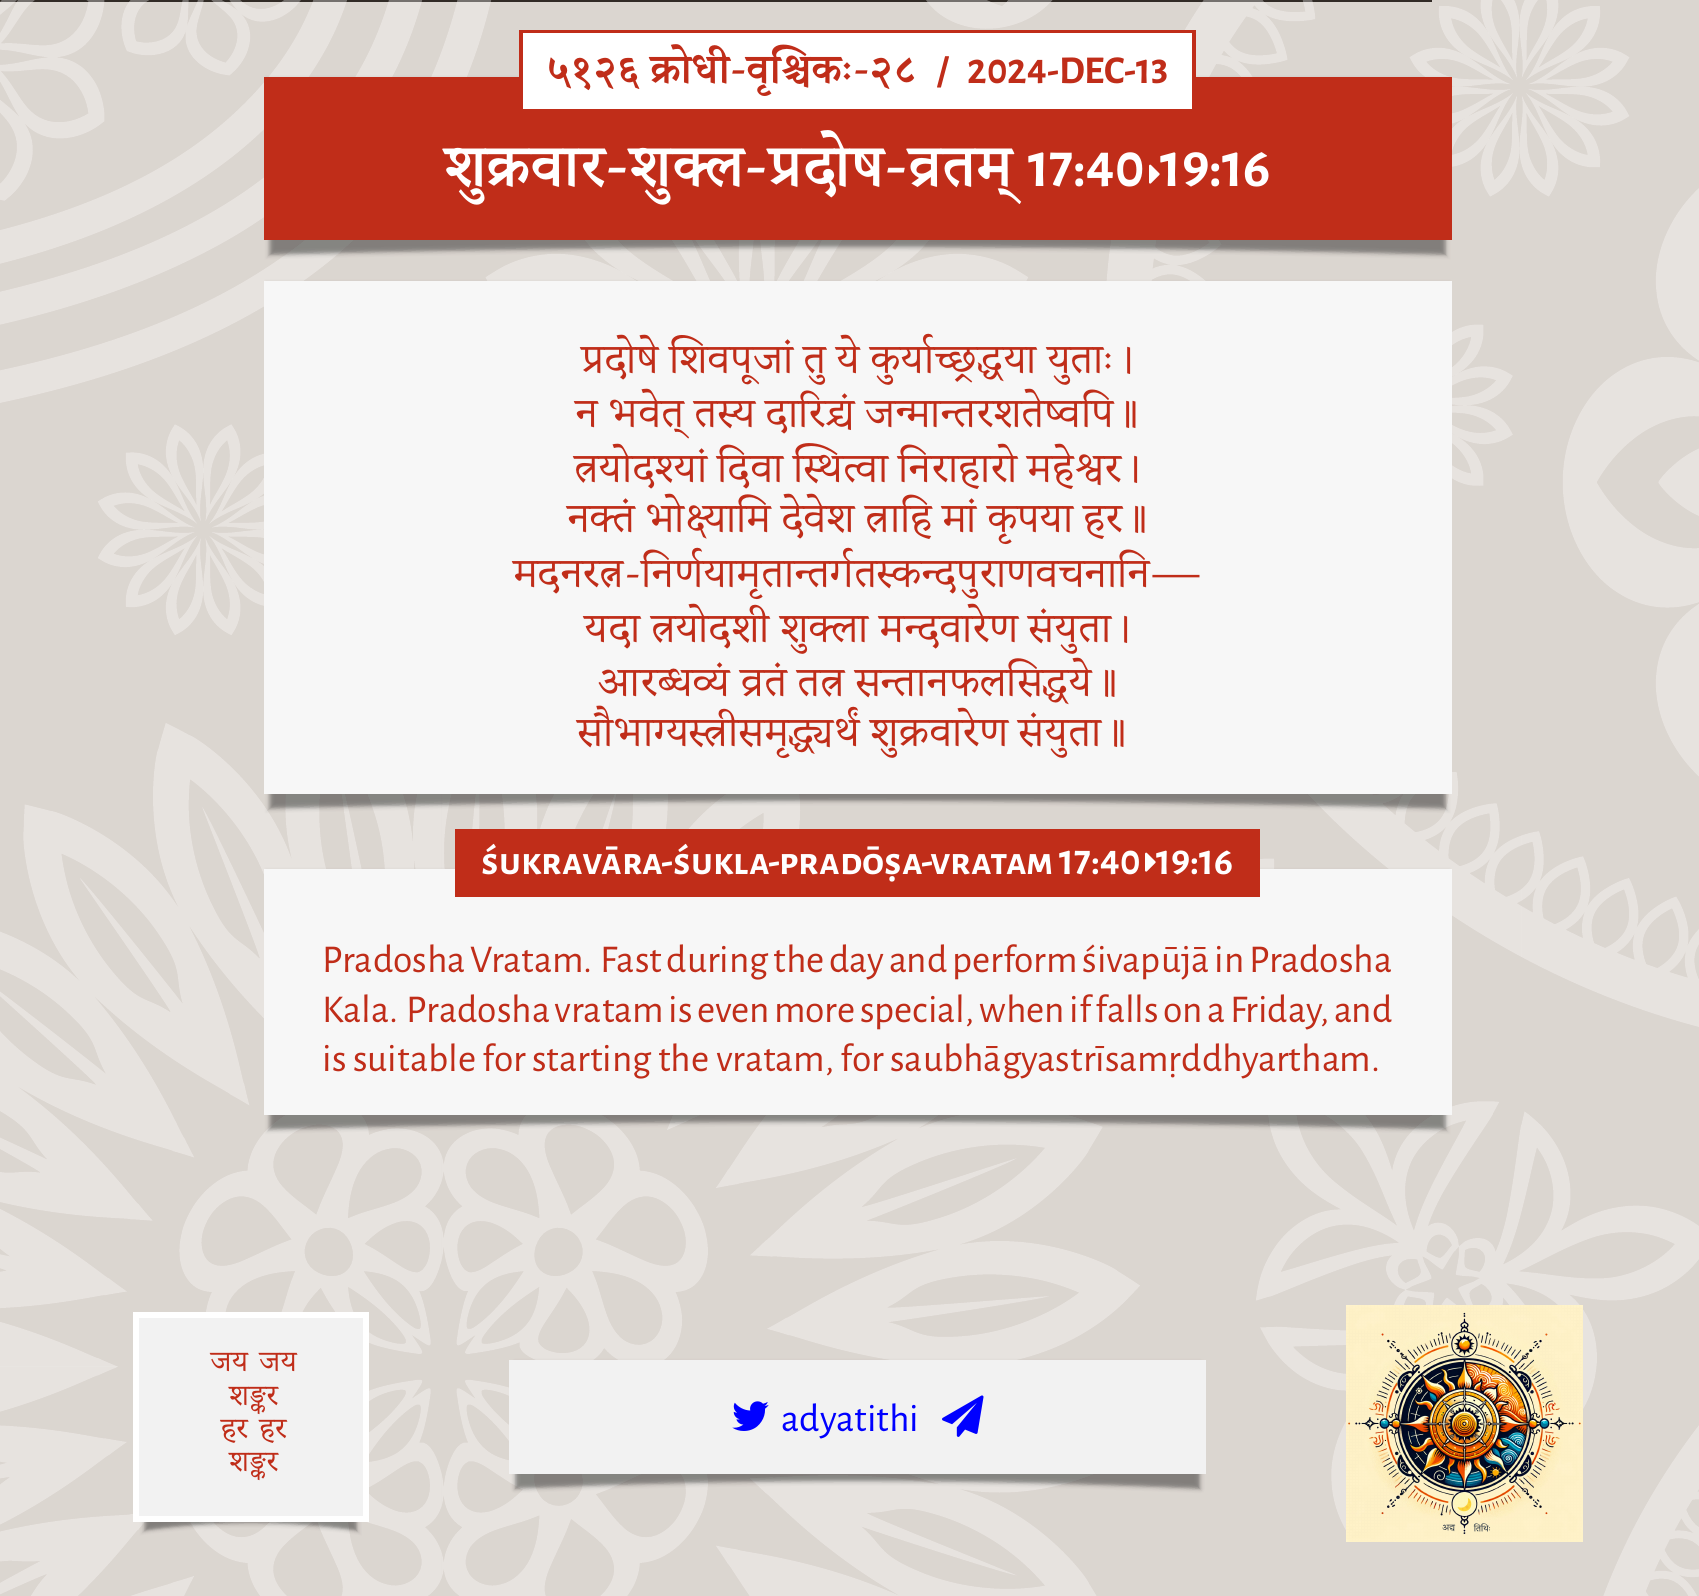 ५१२६ क्रोधी-वृश्चिकः-२८ / 2024-DEC-13
शुक्रवार-शुक्ल-प्रदोष-व्रतम् 17:40▸19:16
प्रदोषे शिवपूजां तु ये कुर्याच्छ्रद्धया युताः।
न भवेत् तस्य दारिद्र्यं जन्मान्तरशतेष्वपि॥
त्रयोदश्यां दिवा स्थित्वा निराहारो महेश्वर।
नक्तं भोक्ष्यामि देवेश त्राहि मां कृपया हर॥
मदनरत्न-निर्णयामृतान्तर्गतस्कन्दपुराणवचनानि—
यदा त्रयोदशी शुक्ला मन्दवारेण संयुता।
आरब्धव्यं व्रतं तत्र सन्तानफलसिद्धये॥
सौभाग्यस्त्रीसमृद्ध्यर्थं शुक्रवारेण संयुता॥
ŚUKRAVĀRA-ŚUKLA-PRADŌṢA-VRATAM 17:40▸19:16
Pradosha Vratam. Fast during the day and perform śivapūjā in Pradosha
Kala. Pradosha vratam is even more special, when if falls on a Friday, and
is suitable for starting the vratam, for saubhāgyastrīsamṛddhyartham.
जय जय
शङ्कर
हर हर
शङ्कर
adyatithi
अद्य तिथिः